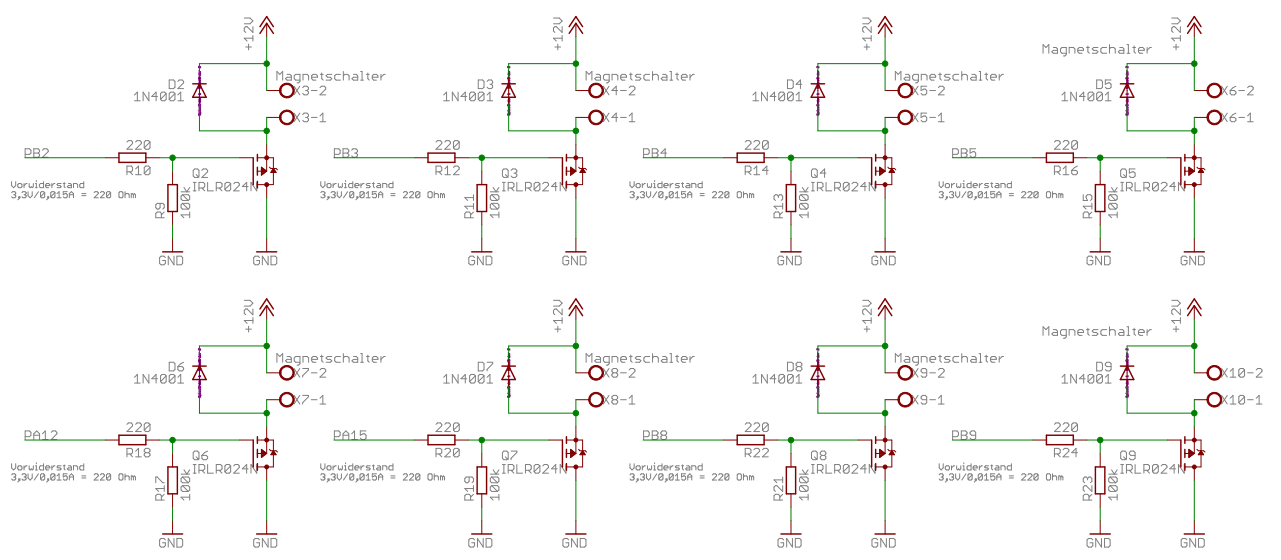 +12V
D2
1N4001
Magnetschalter
X3-2
X3-1
PB2
220
R10
Q2
IRLR024N
Vorwiderstand
3,3V/0,015A = 220 Ohm
R9
100k
GND
GND
+12V
D3
1N4001
Magnetschalter
X4-2
X4-1
PB3
220
R12
Q3
IRLR024N
Vorwiderstand
3,3V/0,015A = 220 Ohm
R11
100k
GND
GND
+12V
D4
1N4001
Magnetschalter
X5-2
X5-1
PB4
220
R14
Q4
IRLR024N
Vorwiderstand
3,3V/0,015A = 220 Ohm
R13
100k
GND
GND
+12V
Magnetschalter
D5
1N4001
X6-2
X6-1
PB5
220
R16
Q5
IRLR024N
Vorwiderstand
3,3V/0,015A = 220 Ohm
R15
100k
GND
GND
+12V
D6
1N4001
Magnetschalter
X7-2
X7-1
PA12
220
R18
Q6
IRLR024N
Vorwiderstand
3,3V/0,015A = 220 Ohm
R17
100k
GND
GND
+12V
D7
1N4001
Magnetschalter
X8-2
X8-1
PA15
220
R20
Q7
IRLR024N
Vorwiderstand
3,3V/0,015A = 220 Ohm
R19
100k
GND
GND
+12V
D8
1N4001
Magnetschalter
X9-2
X9-1
PB8
220
R22
Q8
IRLR024N
Vorwiderstand
3,3V/0,015A = 220 Ohm
R21
100k
GND
GND
+12V
Magnetschalter
D9
1N4001
X10-2
X10-1
PB9
220
R24
Q9
IRLR024N
Vorwiderstand
3,3V/0,015A = 220 Ohm
R23
100k
GND
GND